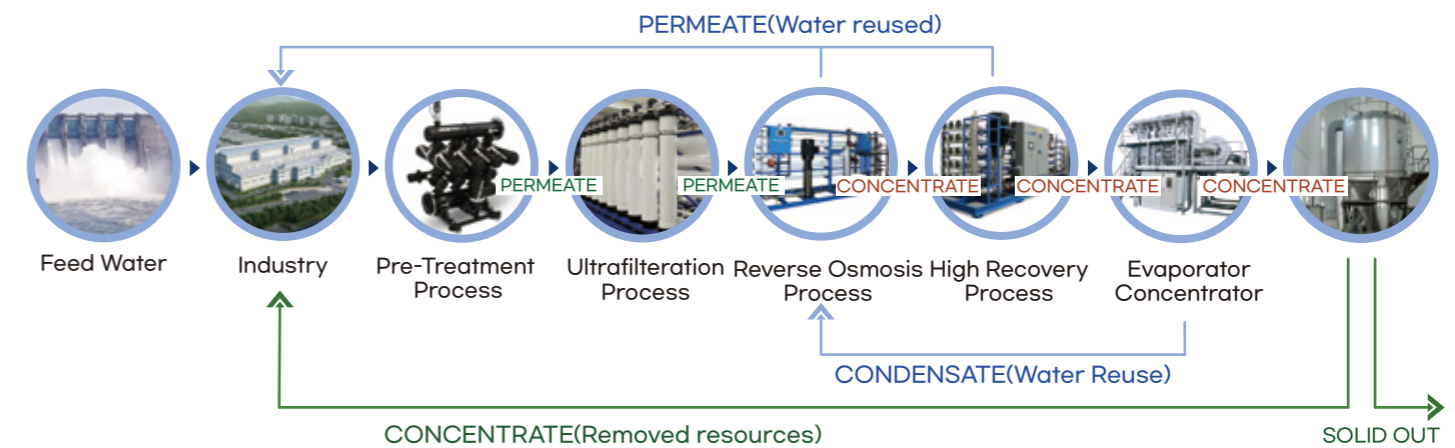 PERMEATE(Water reused)
PERMEATE
PERMEATE
CONCENTRATE
CONCENTRATE
CONCENTRATE
Feed Water
Industry
Pre-Treatment
Process
Ultrafilteration
Process
Reverse Osmosis
Process
High Recovery
Process
Evaporator
Concentrator
CONDENSATE(Water Reuse)
CONCENTRATE(Removed resources)
SOLID OUT